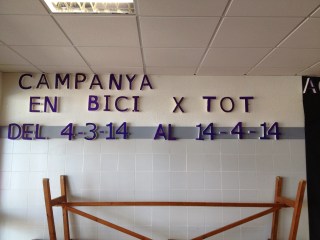 CAMPANYA
EN BICI X TOT
DEL 4-3-14 AL 14-4-14